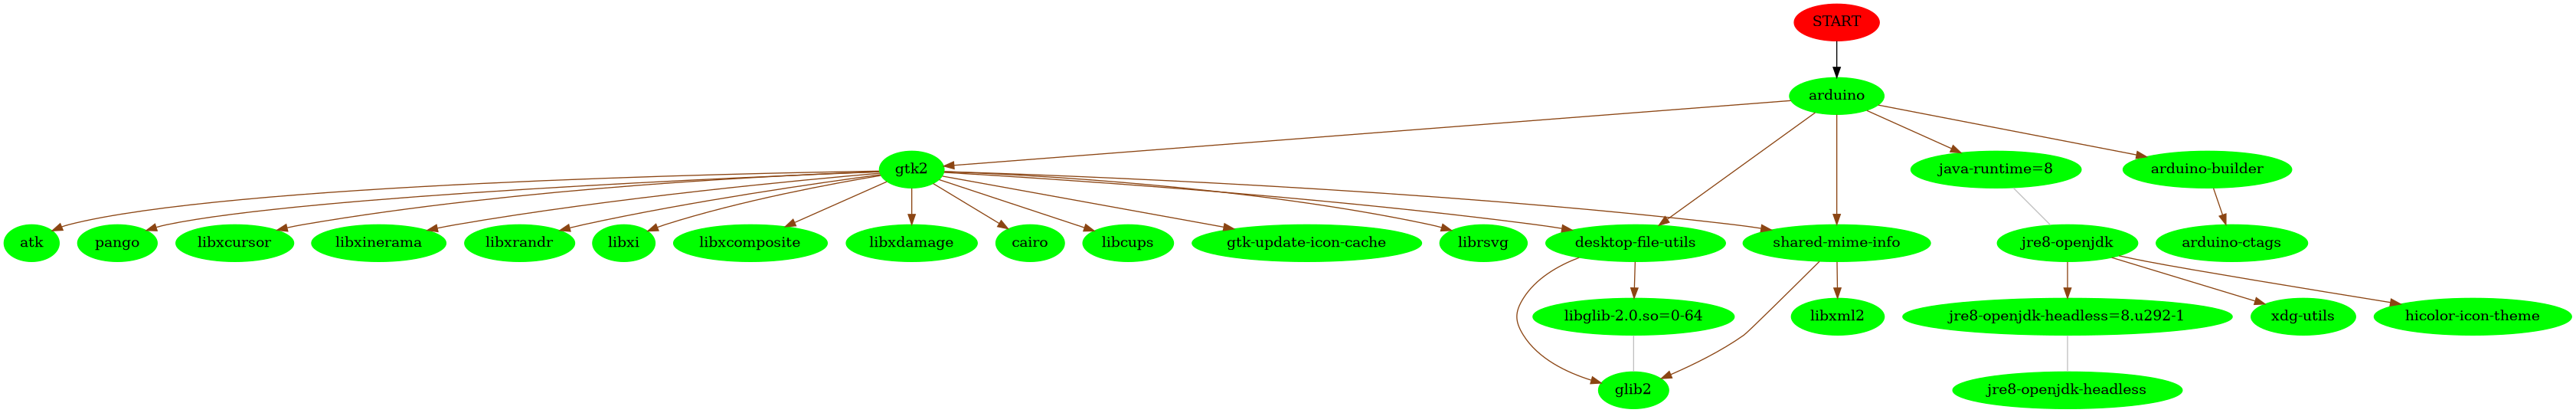 START
arduino
gtk2
java-runtime=8
arduino-builder
atk
pango
libxcursor
libxinerama
libxrandr
libxi
libxcomposite
libxdamage
cairo
libcups
gtk-update-icon-cache
librsvg
desktop-file-utils
shared-mime-info
jre8-openjdk
arduino-ctags
libglib-2.0.so=0-64
libxml2
jre8-openjdk-headless=8.u292-1
xdg-utils
hicolor-icon-theme
glib2
jre8-openjdk-headless